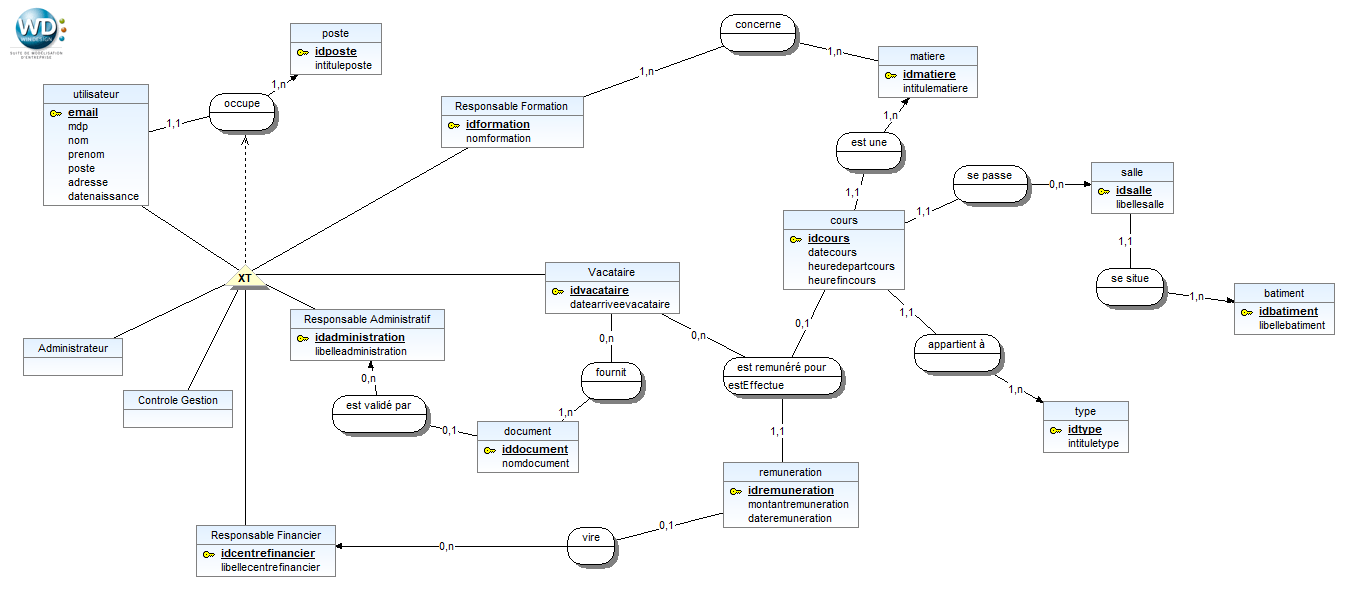 WD:
WINDESIGN
SUITE DE MODELISATION
D'ENTREPRISE
concerne
poste
idposte
intituleposte
1,n
1,n
1,n
matiere
idmatiere
intitulematiere
utilisateur
email
mdp
nom
prenom
poste
adresse
datenaissance
1,1
occupe
Responsable Formation
idformation
nomformation
1,n
est une
1,1
se passe
0,n
1,1
salle
idsalle
libellesalle
cours
idcours
datecours
heuredepartcours
heurefincours
1,1
se situe
1,n
batiment
idbatiment
libellebatiment
XT
Vacataire
idvacataire
datearriveevacataire
Responsable Administratif
idadministration
libelleadministration
Administrateur
Controle Gestion
0,n
0,n
0,1
1,1
appartient à
1,n
type
idtype
intituletype
fournit
est remunéré pour
estEffectue
0,n
est validé par
0,1
1,n
document
iddocument
nomdocument
1,1
remuneration
idremuneration
montantremuneration
dateremuneration
Responsable Financier
idcentrefinancier
libellecentrefinancier
0,n
vire
0,1